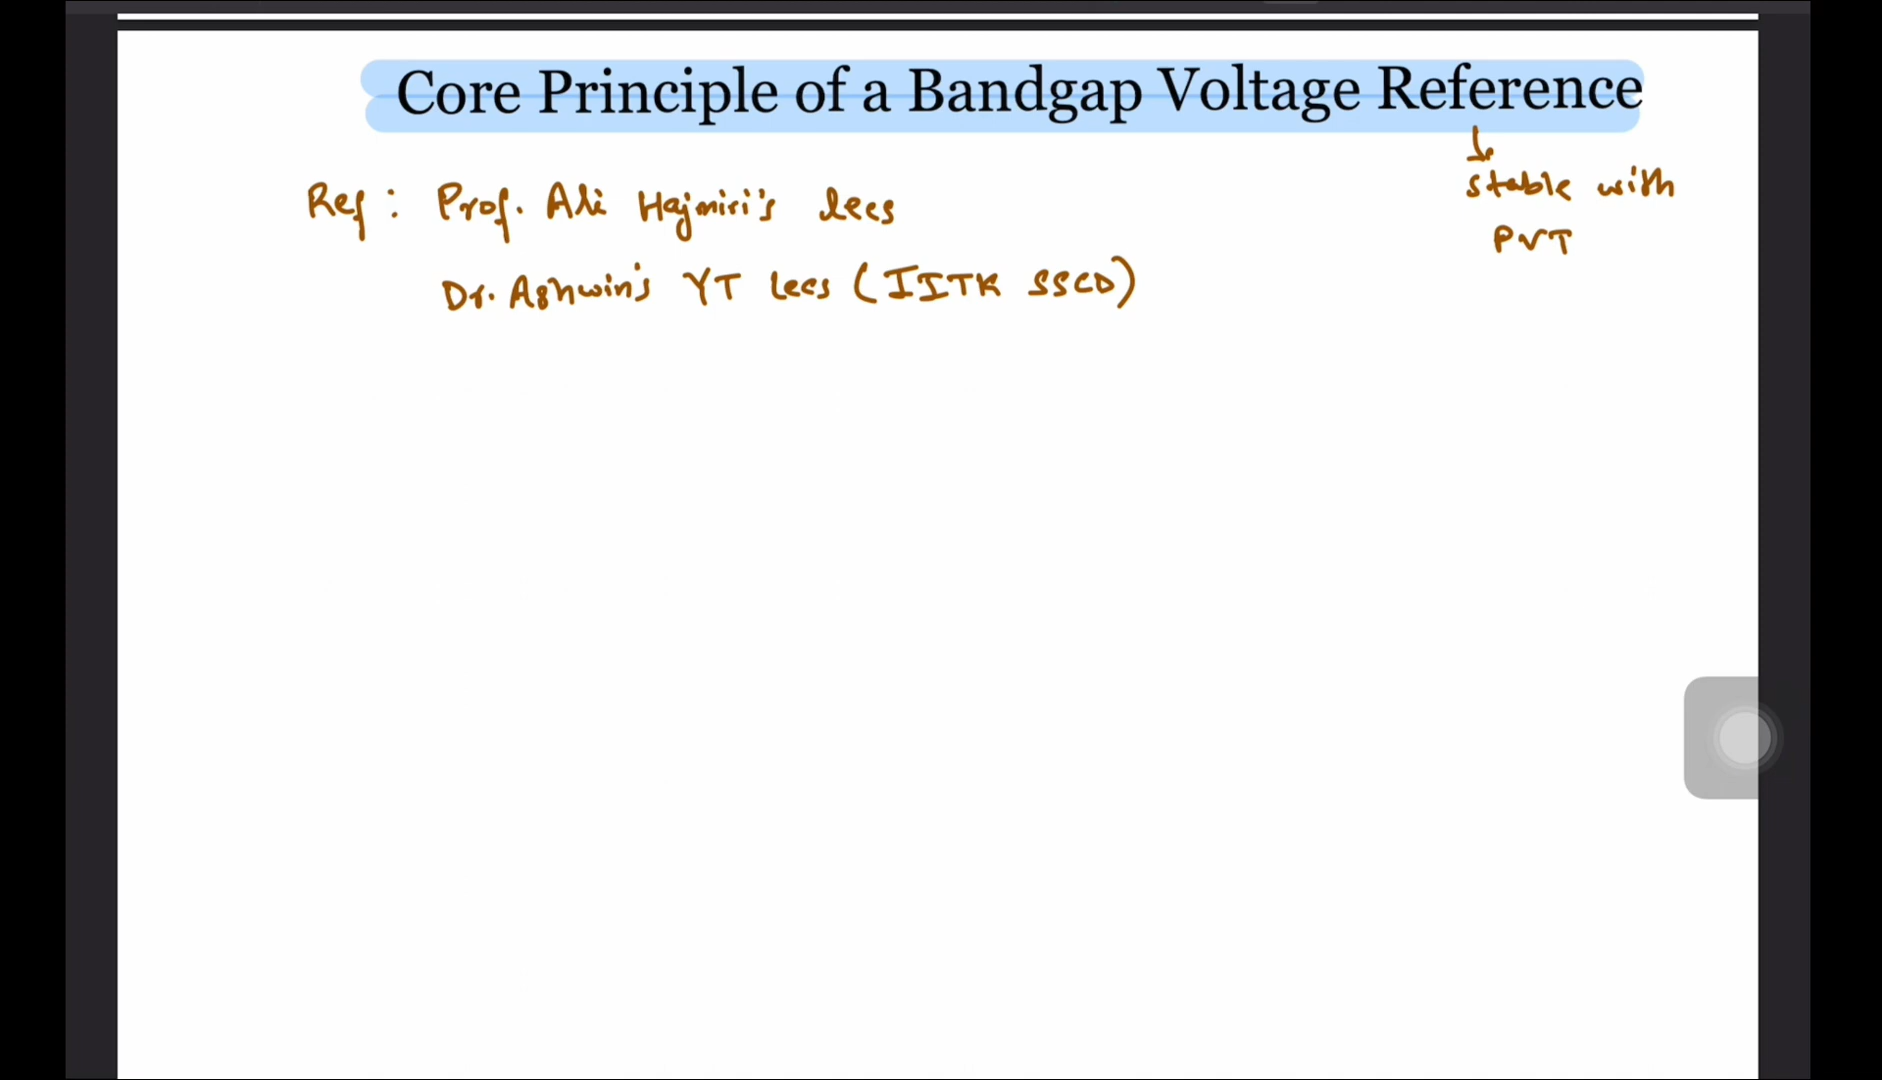 Core Principle of a Bandgap Voltage Reference
stable with
PVT
Ref : Prof. Ali Hajmiri's lecs
Dr. Ashwin's YT lecs (IITK SSCD)